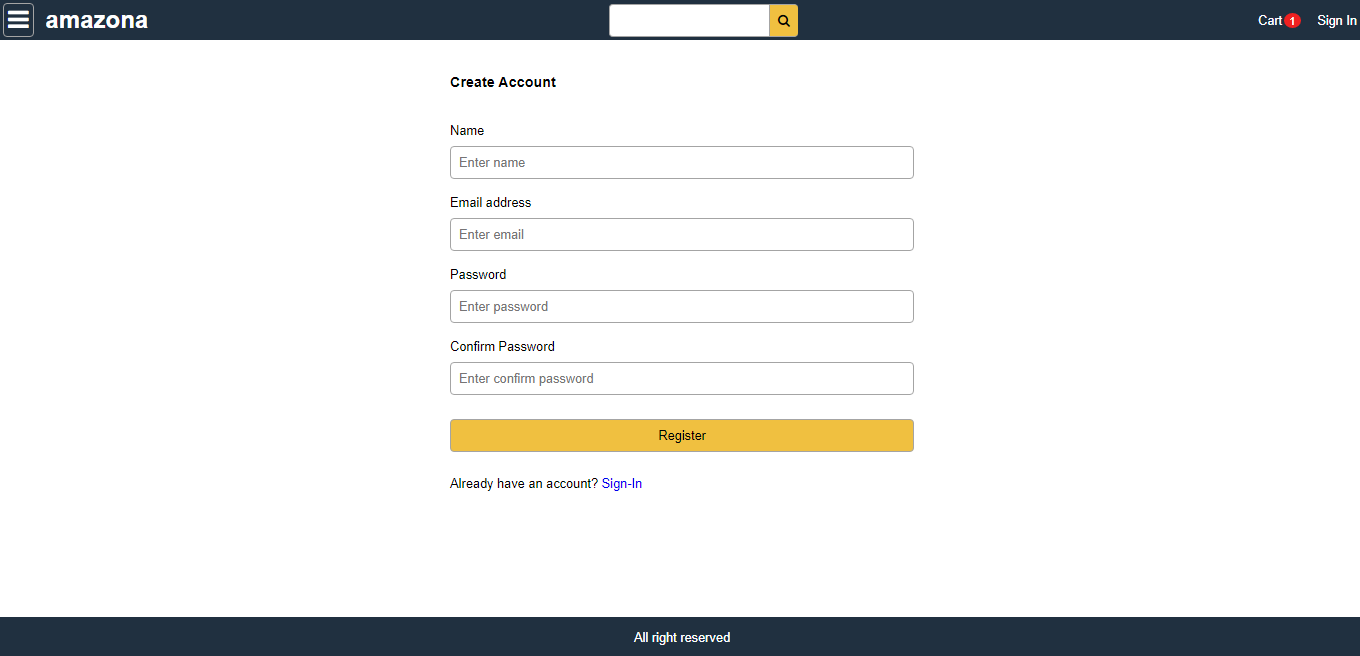 amazona
Cart 1 Sign In
Create Account
Name
Enter name
Email address
Enter email
Password
Enter password
Confirm Password
Enter confirm password
Register
Already have an account? Sign-In
All right reserved